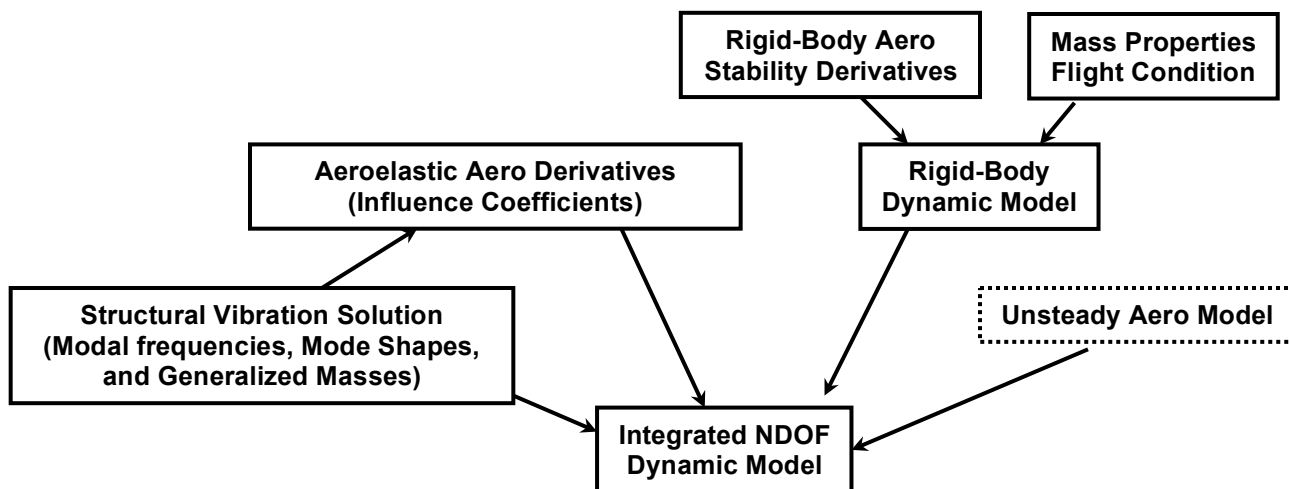 Rigid-Body Aero
Stability Derivatives
Mass Properties
Flight Condition
Aeroelastic Aero Derivatives
(Influence Coefficients)
Rigid-Body
Dynamic Model
Structural Vibration Solution
(Modal frequencies, Mode Shapes,
and Generalized Masses)
Unsteady Aero Model
Integrated NDOF
Dynamic Model